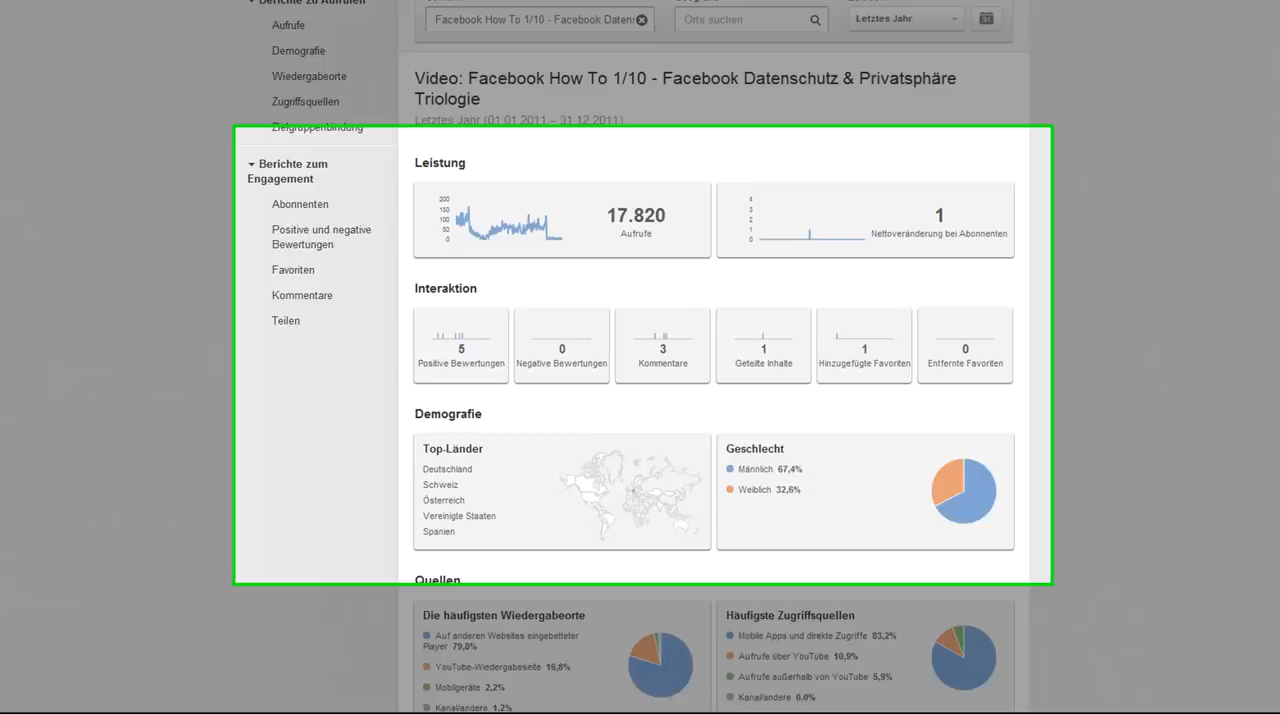 Berichte zu Aufrufen
Aufrufe
Demografie
Wiedergabeorte
Zugriffsquellen
Zielgruppenbindung
Berichte zum
Engagement
Abonnenten
Positive und negative
Bewertungen
Favoriten
Kommentare
Teilen
Facebook How To 1/10 - Facebook Daten
Orte suchen
Letztes Jahr
31
Video: Facebook How To 1/10 - Facebook Datenschutz & Privatsphäre
Triologie
Letztes Jahr (01.01.2011 – 31.12.2011)
Leistung
200
150
100
50
0
17.820
Aufrufe
4
3
2
1
0
1
Nettoveränderung bei Abonnenten
Interaktion
5
Positive Bewertungen
0
Negative Bewertungen
3
Kommentare
1
Geteilte Inhalte
1
Hinzugefügte Favoriten
0
Entfernte Favoriten
Demografie
Top-Länder
Deutschland
Schweiz
Österreich
Vereinigte Staaten
Spanien
Geschlecht
Männlich 67,4%
Weiblich 32,6%
Quellen
Die häufigsten Wiedergabeorte
Auf anderen Websites eingebetteter
Player 79,8%
YouTube-Wiedergabeseite 16,8%
Mobilgeräte 2,2%
Kanal/andere 1,2%
Häufigste Zugriffsquellen
Mobile Apps und direkte Zugriffe 83,2%
Aufrufe über YouTube 10,9%
Aufrufe außerhalb von YouTube 5,9%
Kanal/andere 0,0%